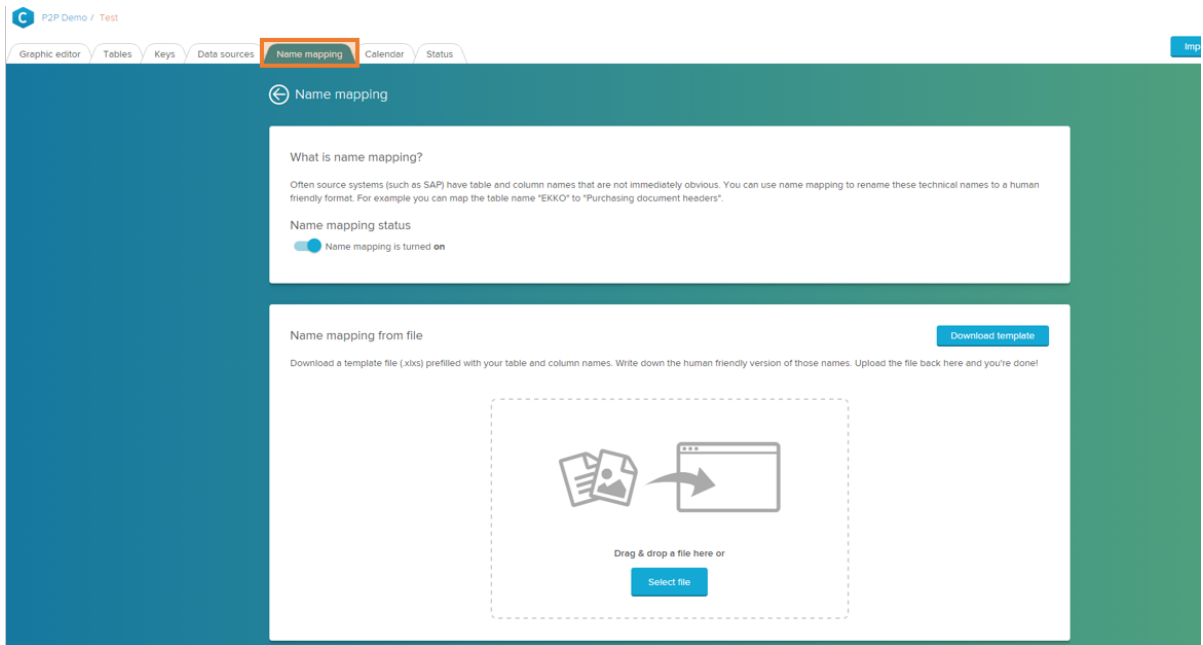 C P2P Demo / Test
Graphic editor Tables Keys Data sources Name mapping Calendar Status Imp
Name mapping
What is name mapping?
Often source systems (such as SAP) have table and column names that are not immediately obvious. You can use name mapping to rename these technical names to a human
friendly format. For example you can map the table name "EKKO" to "Purchasing document headers".
Name mapping status
Name mapping is turned on
Name mapping from file Download template
Download a template file (.xlxs) prefilled with your table and column names. Write down the human friendly version of those names. Upload the file back here and you're done!
Drag & drop a file here or
Select file